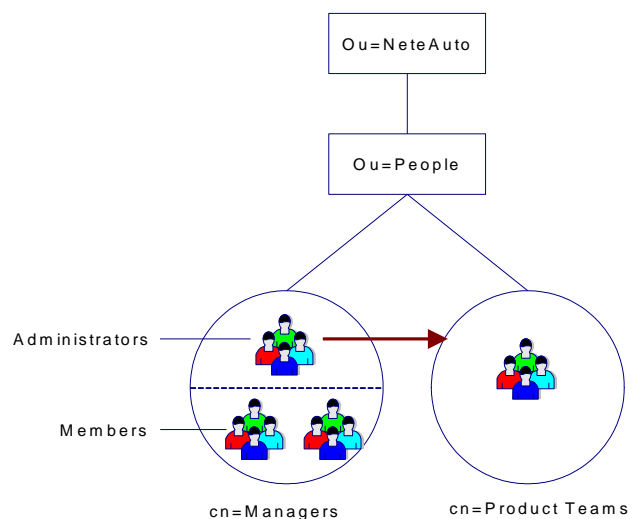 Ou=NeteAuto
Ou=People
Administrators
Members
cn=Managers
cn=Product Teams